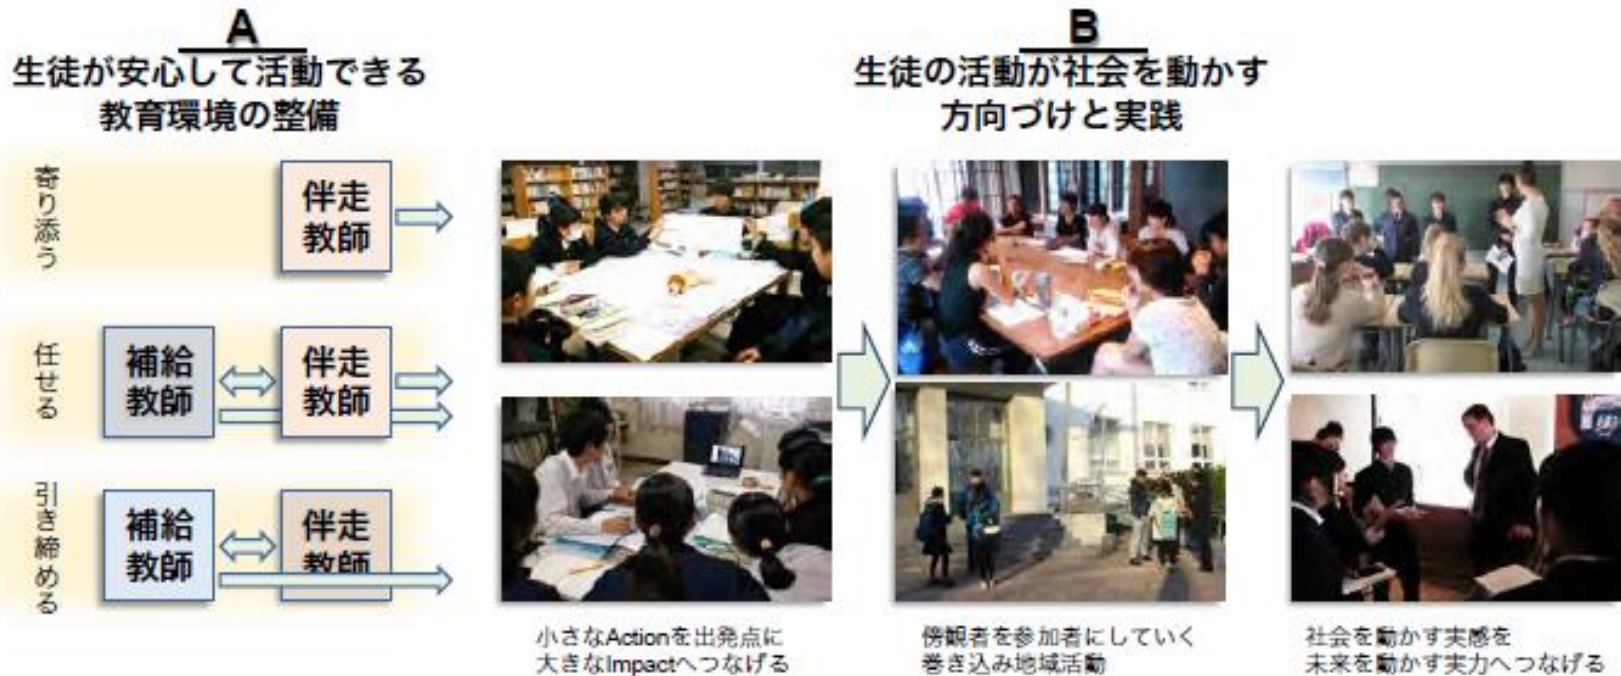 A
生徒が安心して活動できる
教育環境の整備
寄り添う
伴走
教師
任せる
補給
教師
伴走
教師
引き締める
補給
教師
伴走
教師
B
生徒の活動が社会を動かす
方向づけと実践
小さなActionを出発点に
大きなImpactへつなげる
傍観者を参加者にしていく
巻き込み地域活動
社会を動かす実感を
未来を動かす実力へつなげる